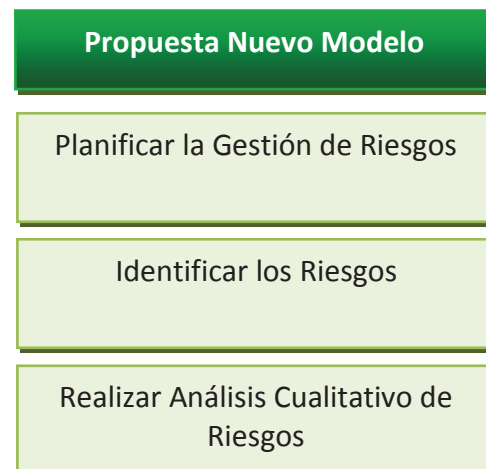 Propuesta Nuevo Modelo
Planificar la Gestión de Riesgos
Identificar los Riesgos
Realizar Análisis Cualitativo de
Riesgos